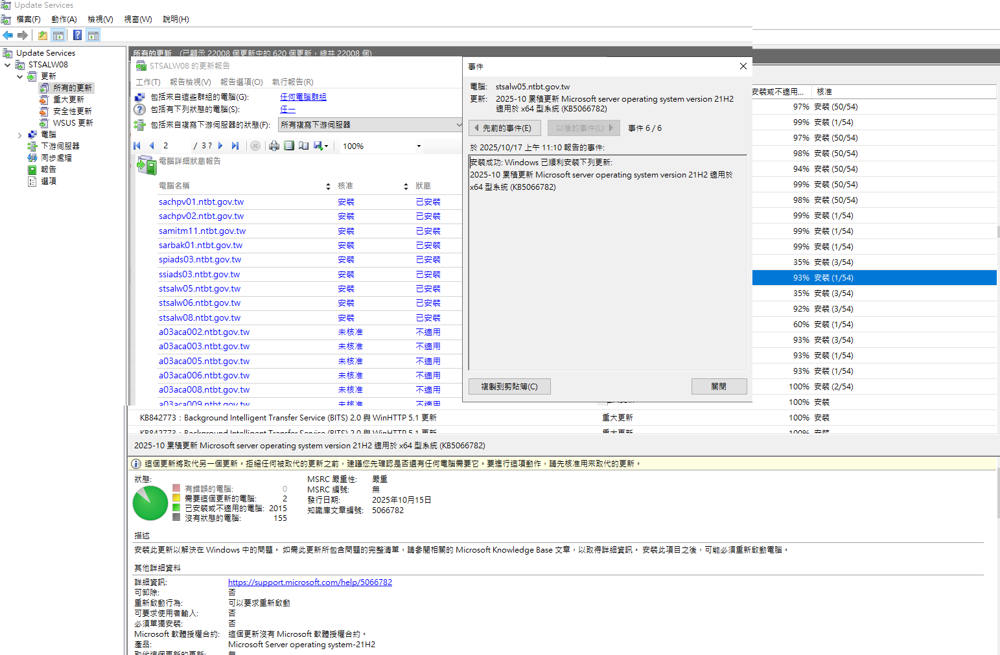 Update Services
檔案(F) 動作(A) 檢視(V) 視窗(W) 說明(H)
Update Services
STSALW08
更新
所有的更新
重大更新
安全性更新
WSUS 更新
電腦
下游伺服器
同步處理
報告
選項
所有的更新 (已顯示 22008 個更新中的 620 個更新，總共 22008 個)
STSALW08 的更新報告
工作(T) 報告檢視(V) 報告選項(O) 執行報告(R)
包括來自這些群組的電腦(G): 任何電腦群組
包括有下列狀態的電腦(S): 任一
包括來自複寫下游伺服器的狀態(F): 所有複寫下游伺服器
2 / 3 ? 100%
電腦詳細狀態報告
電腦名稱 核准 狀態
sachpv01.ntbt.gov.tw 安裝 已安裝
sachpv02.ntbt.gov.tw 安裝 已安裝
samitm11.ntbt.gov.tw 安裝 已安裝
sarbak01.ntbt.gov.tw 安裝 已安裝
spiads03.ntbt.gov.tw 安裝 已安裝
ssiads03.ntbt.gov.tw 安裝 已安裝
stsalw05.ntbt.gov.tw 安裝 已安裝
stsalw06.ntbt.gov.tw 安裝 已安裝
stsalw08.ntbt.gov.tw 安裝 已安裝
a03aca002.ntbt.gov.tw 未核准 不適用
a03aca003.ntbt.gov.tw 未核准 不適用
a03aca005.ntbt.gov.tw 未核准 不適用
a03aca006.ntbt.gov.tw 未核准 不適用
a03aca008.ntbt.gov.tw 未核准 不適用
a03aca009.ntbt.gov.tw 未核准 不適用
事件
電腦: stsalw05.ntbt.gov.tw
更新: 2025-10 累積更新 Microsoft server operating system version 21H2
適用於 x64 型系統 (KB5066782)
先前的事件(E) 以後的事件(L) 事件 6 / 6
於 2025/10/17 上午 11:10 報告的事件:
安裝成功: Windows 已順利安裝下列更新:
2025-10 累積更新 Microsoft server operating system version 21H2 適用於
x64 型系統 (KB5066782)
複製到剪貼簿(C) 關閉
安裝或不適用... 核准
97% 安裝 (50/54)
99% 安裝 (1/54)
97% 安裝 (50/54)
98% 安裝 (50/54)
94% 安裝 (50/54)
99% 安裝 (50/54)
98% 安裝 (50/54)
99% 安裝 (1/54)
99% 安裝 (1/54)
99% 安裝 (1/54)
35% 安裝 (3/54)
93% 安裝 (1/54)
35% 安裝 (3/54)
92% 安裝 (3/54)
60% 安裝 (1/54)
93% 安裝 (3/54)
93% 安裝 (1/54)
93% 安裝 (1/54)
100% 安裝 (2/54)
100% 安裝
KB842773：Background Intelligent Transfer Service (BITS) 2.0 與 WinHTTP 5.1 更新 重大更新 100% 安裝
KB842773：Background Intelligent Transfer Service (BITS) 2.0 與 WinHTTP 5.1 更新 重大更新 100% 安裝
2025-10 累積更新 Microsoft server operating system version 21H2 適用於 x64 型系統 (KB5066782)
這個更新將取代另一個更新。拒絕任何被取代的更新之前，建議您先確認是否還有任何電腦需要它。要進行這項動作，請先核准用來取代的更新。
狀態:
有錯誤的電腦: 0
需要這個更新的電腦: 2
已安裝或不適用的電腦: 2015
沒有狀態的電腦: 155
MSRC 嚴重性: 嚴重
MSRC 編號: 無
發行日期: 2025年10月15日
知識庫文章編號: 5066782
描述
安裝此更新以解決在 Windows 中的問題。 如需此更新所包含問題的完整清單，請參閱相關的 Microsoft Knowledge Base 文章，以取得詳細資訊。 安裝此項目之後，可能必須重新啟動電腦。
其他詳細資料
詳細資訊: https://support.microsoft.com/help/5066782
可卸除: 否
重新啟動行為: 可以要求重新啟動
可要求使用者輸入: 否
必須單獨安裝: 否
Microsoft 軟體授權合約: 這個更新沒有 Microsoft 軟體授權合約。
產品: Microsoft Server operating system-21H2
取代這個更新的更新: 無